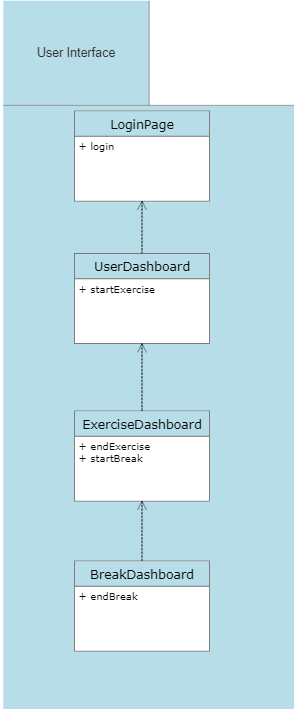 User Interface
LoginPage
+ login
UserDashboard
+ startExercise
ExerciseDashboard
+ endExercise
+ startBreak
BreakDashboard
+ endBreak